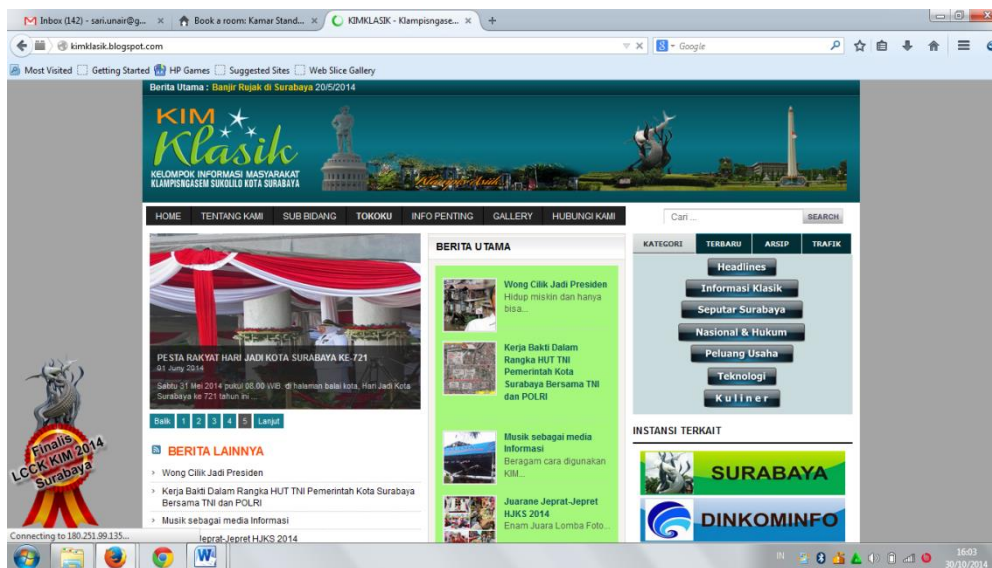 Inbox (142) - sari.unair@g...
Book a room: Kamar Stand...
KIMKLASIK - Klampisngase...
kimklasik.blogspot.com
Google
Most Visited Getting Started HP Games Suggested Sites Web Slice Gallery
Berita Utama : Banjir Rujak di Surabaya 20/5/2014
KIM
Klasik
KELOMPOK INFORMASI MASYARAKAT
KLAMPISNGASEM SUKOLILO KOTA SURABAYA
HOME TENTANG KAMI SUB BIDANG TOKOKU INFO PENTING GALLERY HUBUNGI KAMI
Cari ...
SEARCH
PESTA RAKYAT HARI JADI KOTA SURABAYA KE-721
01 Juny 2014
Sabtu 31 Mei 2014 pukul 08.00 WIB di halaman balai kota, Hari Jadi Kota
Surabaya ke 721 tahun ini ...
Balik 1 2 3 4 5 Lanjut
BERITA LAINNYA
Wong Cilik Jadi Presiden
Kerja Bakti Dalam Rangka HUT TNI Pemerintah Kota Surabaya
Bersama TNI dan POLRI
Musik sebagai media Informasi
Jeprat-Jepret HJKS 2014
BERITA UTAMA
Wong Cilik Jadi Presiden
Hidup miskin dan hanya
bisa...
Kerja Bakti Dalam
Rangka HUT TNI
Pemerintah Kota
Surabaya Bersama TNI
dan POLRI
Musik sebagai media
Informasi
Beragam cara digunakan
KIM...
Juarane Jeprat-Jepret
HJKS 2014
Enam Juara Lomba Foto...
KATEGORI TERBARU ARSIP TRAFIK
Headlines
Informasi Klasik
Seputar Surabaya
Nasional & Hukum
Peluang Usaha
Teknologi
Kuliner
INSTANSI TERKAIT
SURABAYA
DINKOMINFO
Finalis
LCCK KIM 2014
Surabaya
Connecting to 180.251.99.135...
IN
16:03
30/10/2014